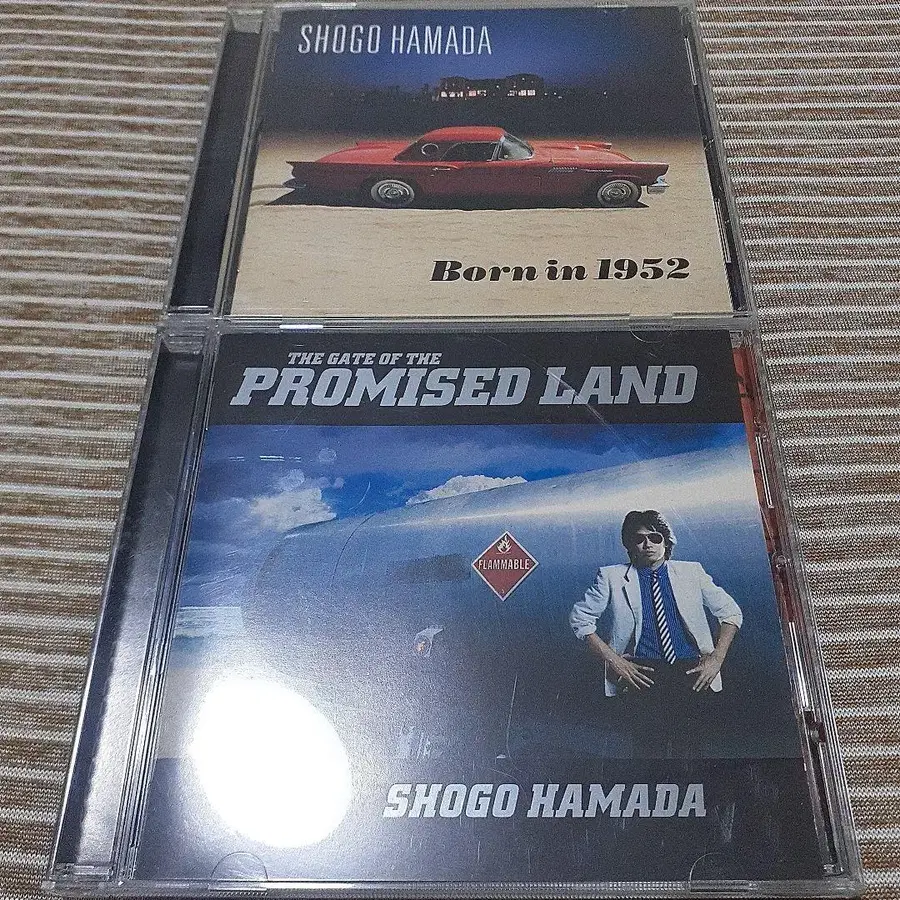 SHOGO HAMADA
Born in 1952
THE GATE OF THE
PROMISED LAND
FLAMMABLE
SHOGO HAMADA